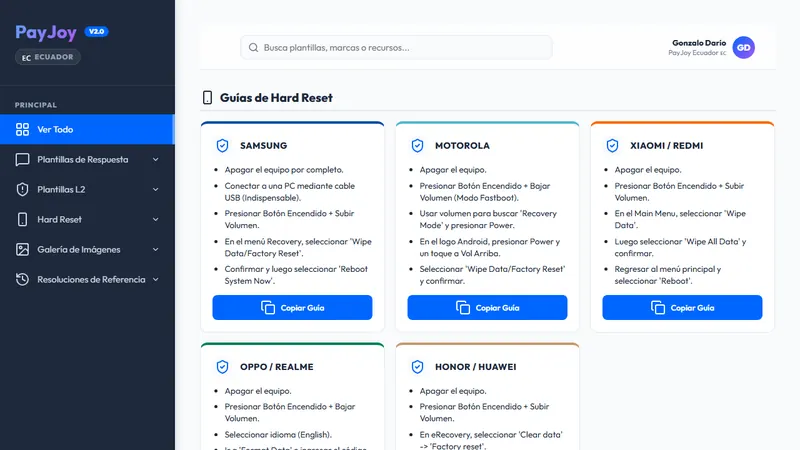 PayJoy V2.0
EC ECUADOR
PRINCIPAL
Ver Todo
Plantillas de Respuesta
Plantillas L2
Hard Reset
Galería de Imágenes
Resoluciones de Referencia
Busca plantillas, marcas o recursos...
Gonzalo Dario
PayJoy Ecuador EC
GD
Guías de Hard Reset
SAMSUNG
Apagar el equipo por completo.
Conectar a una PC mediante cable
USB (Indispensable).
Presionar Botón Encendido + Subir
Volumen.
En el menú Recovery, seleccionar 'Wipe
Data/Factory Reset'.
Confirmar y luego seleccionar 'Reboot
System Now'.
Copiar Guía
MOTOROLA
Apagar el equipo.
Presionar Botón Encendido + Bajar
Volumen (Modo Fastboot).
Usar volumen para buscar 'Recovery
Mode' y presionar Power.
En el logo Android, presionar Power y
un toque a Vol Arriba.
Seleccionar 'Wipe Data/Factory Reset'
y confirmar.
Copiar Guía
XIAOMI / REDMI
Apagar el equipo.
Presionar Botón Encendido + Subir
Volumen.
En el Main Menu, seleccionar 'Wipe
Data'.
Luego seleccionar 'Wipe All Data' y
confirmar.
Regresar al menú principal y
seleccionar 'Reboot'.
Copiar Guía
OPPO / REALME
Apagar el equipo.
Presionar Botón Encendido + Bajar
Volumen.
Seleccionar idioma (English).
Ir a 'Format Data' e ingresar el código
HONOR / HUAWEI
Apagar el equipo.
Presionar Botón Encendido + Subir
Volumen.
En eRecovery, seleccionar 'Clear data'
-> 'Factory reset'.